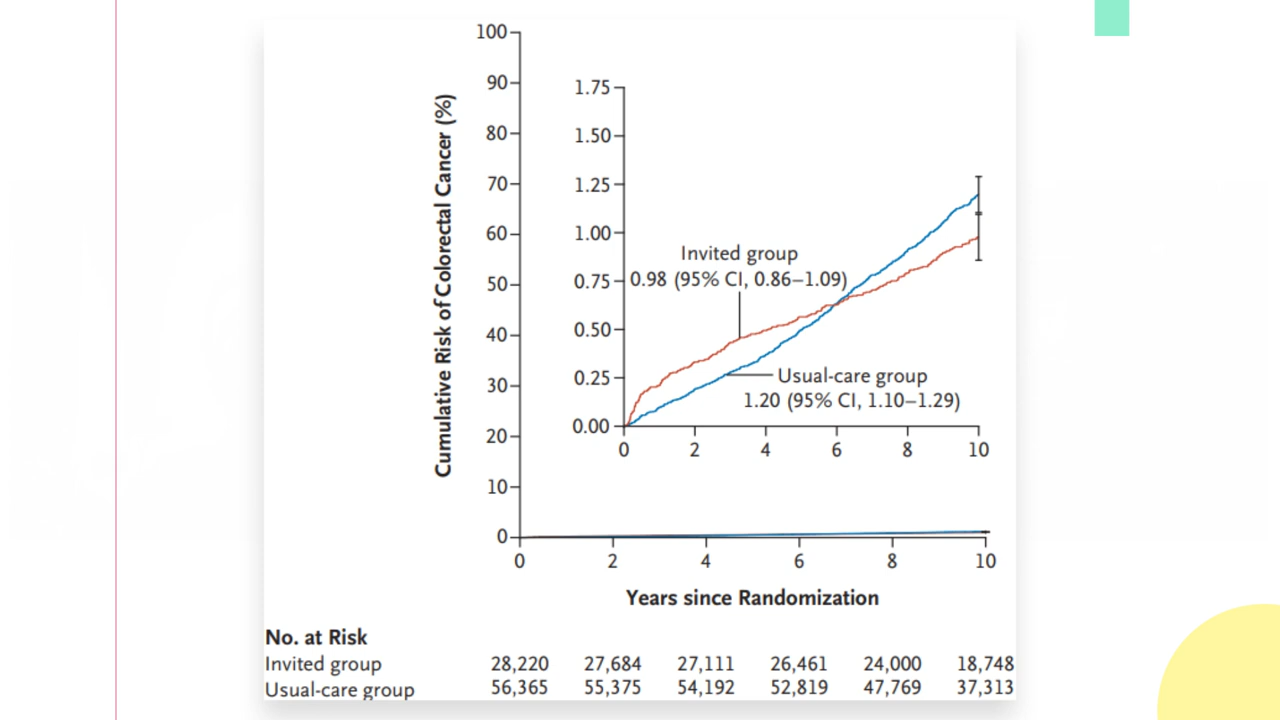 Cumulative Risk of Colorectal Cancer (%)
100
90
80
70
60
50
40
30
20
10
0
0 2 4 6 8 10
1.75
1.50
1.25
1.00
0.75
0.50
0.25
0.00
0 2 4 6 8 10
Invited group
0.98 (95% CI, 0.86–1.09)
Usual-care group
1.20 (95% CI, 1.10–1.29)
Years since Randomization
No. at Risk
Invited group 28,220 27,684 27,111 26,461 24,000 18,748
Usual-care group 56,365 55,375 54,192 52,819 47,769 37,313